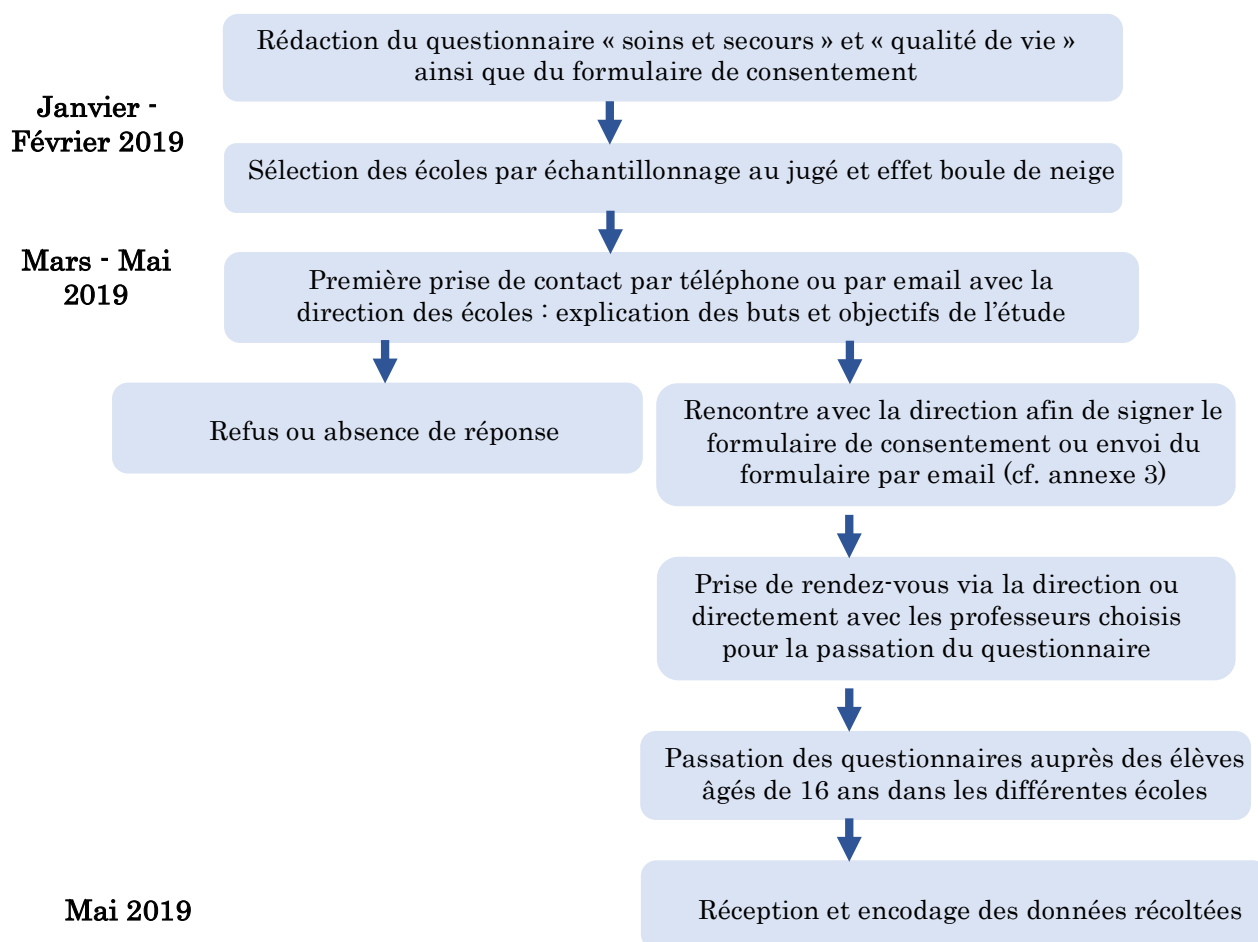 Rédaction du questionnaire « soins et secours » et « qualité de vie »
ainsi que du formulaire de consentement
Janvier -
Février 2019
Sélection des écoles par échantillonnage au jugé et effet boule de neige
Mars - Mai
2019
Première prise de contact par téléphone ou par email avec la
direction des écoles : explication des buts et objectifs de l’étude
Refus ou absence de réponse
Rencontre avec la direction afin de signer le
formulaire de consentement ou envoi du
formulaire par email (cf. annexe 3)
Prise de rendez-vous via la direction ou
directement avec les professeurs choisis
pour la passation du questionnaire
Passation des questionnaires auprès des élèves
âgés de 16 ans dans les différentes écoles
Mai 2019
Réception et encodage des données récoltées